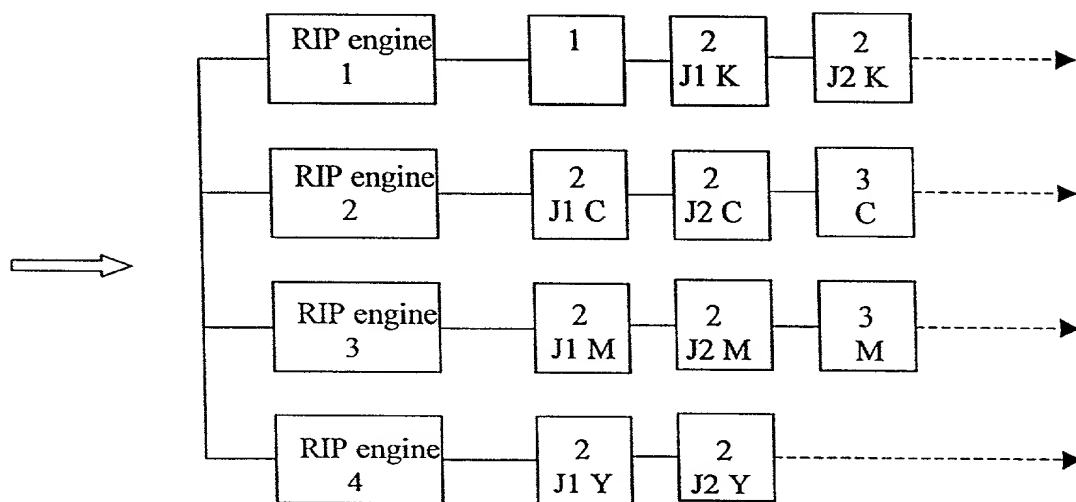 RIP engine
1
1
2
J1 K
2
J2 K
RIP engine
2
2
J1 C
2
J2 C
3
C
RIP engine
3
2
J1 M
2
J2 M
3
M
RIP engine
4
2
J1 Y
2
J2 Y